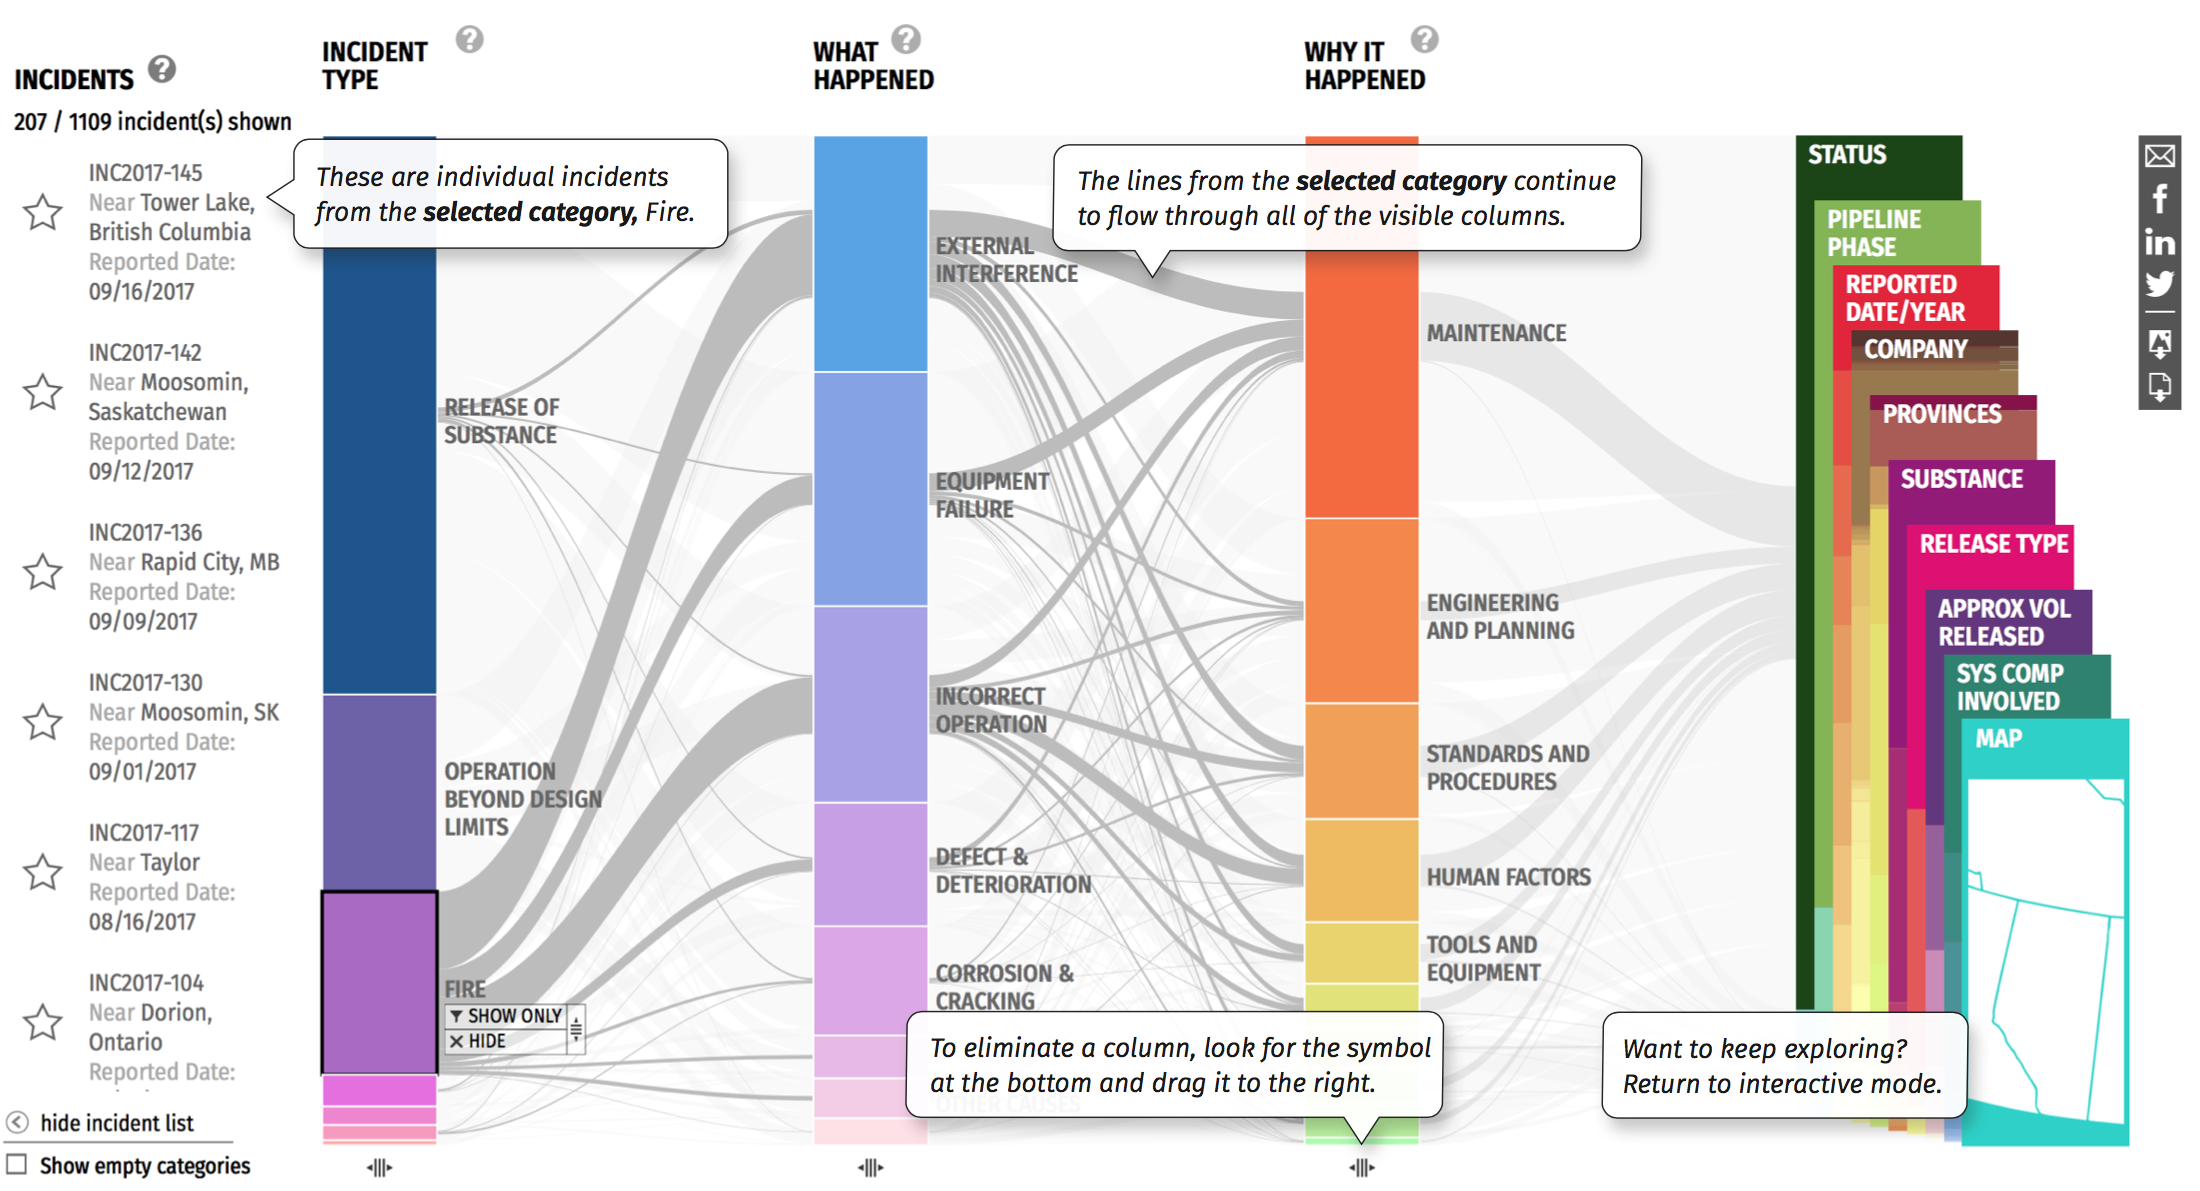 INCIDENTS
207 / 1109 incident(s) shown
INC2017-145
Near Tower Lake,
British Columbia
Reported Date:
09/16/2017
INC2017-142
Near Moosomin,
Saskatchewan
Reported Date:
09/12/2017
INC2017-136
Near Rapid City, MB
Reported Date:
09/09/2017
INC2017-130
Near Moosomin, SK
Reported Date:
09/01/2017
INC2017-117
Near Taylor
Reported Date:
08/16/2017
INC2017-104
Near Dorion,
Ontario
Reported Date:
hide incident list
Show empty categories
INCIDENT
TYPE
These are individual incidents
from the selected category, Fire.
RELEASE OF
SUBSTANCE
OPERATION
BEYOND DESIGN
LIMITS
FIRE
SHOW ONLY
HIDE
WHAT
HAPPENED
EXTERNAL
INTERFERENCE
EQUIPMENT
FAILURE
INCORRECT
OPERATION
DEFECT &
DETERIORATION
CORROSION &
CRACKING
OTHER CAUSES
To eliminate a column, look for the symbol
at the bottom and drag it to the right.
WHY IT
HAPPENED
The lines from the selected category continue
to flow through all of the visible columns.
MAINTENANCE
ENGINEERING
AND PLANNING
STANDARDS AND
PROCEDURES
HUMAN FACTORS
TOOLS AND
EQUIPMENT
STATUS
PIPELINE
PHASE
REPORTED
DATE/YEAR
COMPANY
PROVINCES
SUBSTANCE
RELEASE TYPE
APPROX VOL
RELEASED
SYS COMP
INVOLVED
MAP
Want to keep exploring?
Return to interactive mode.